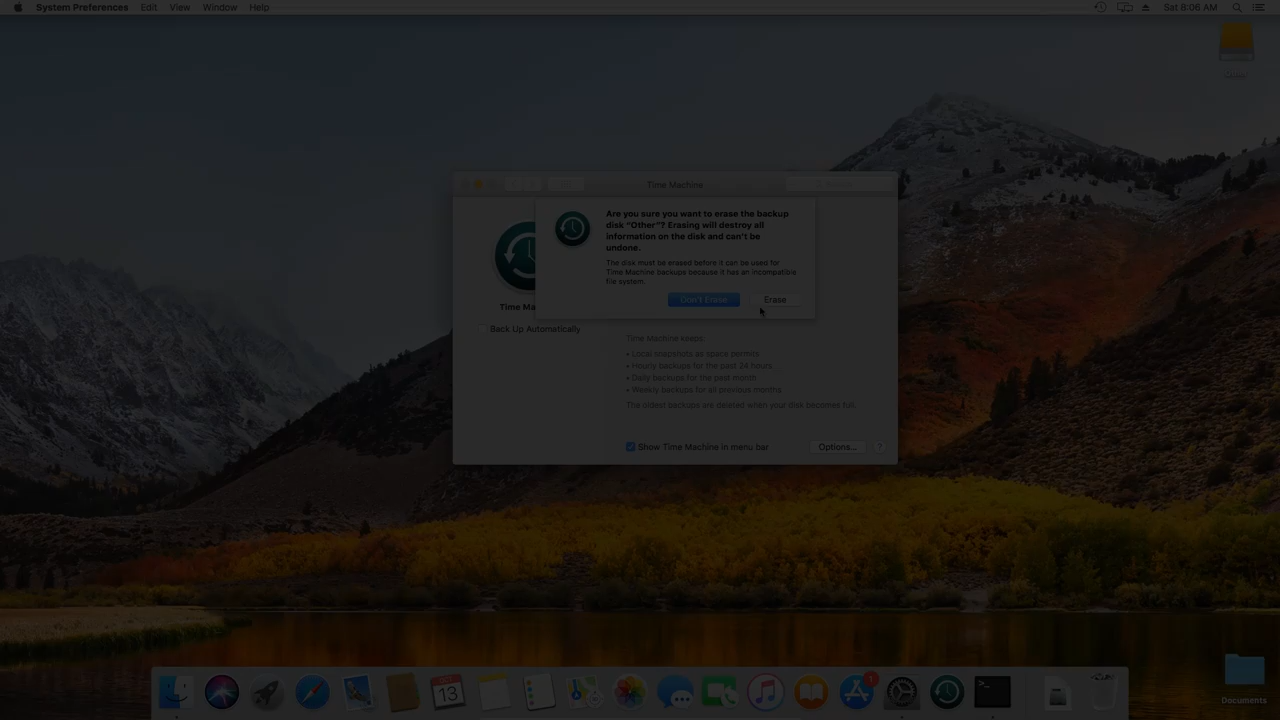 System Preferences Edit View Window Help
Sat 8:06 AM
Time Machine
Are you sure you want to erase the backup
disk “Other”? Erasing will destroy all
information on the disk and can't be
undone.
The disk must be erased before it can be used for
Time Machine backups because it has an incompatible
file system.
Don't Erase Erase
Time Ma
Back Up Automatically
Time Machine keeps:
• Local snapshots as space permits
• Hourly backups for the past 24 hours
• Daily backups for the past month
• Weekly backups for all previous months
The oldest backups are deleted when your disk becomes full.
Show Time Machine in menu bar Options... ?
13
1
>_
Documents